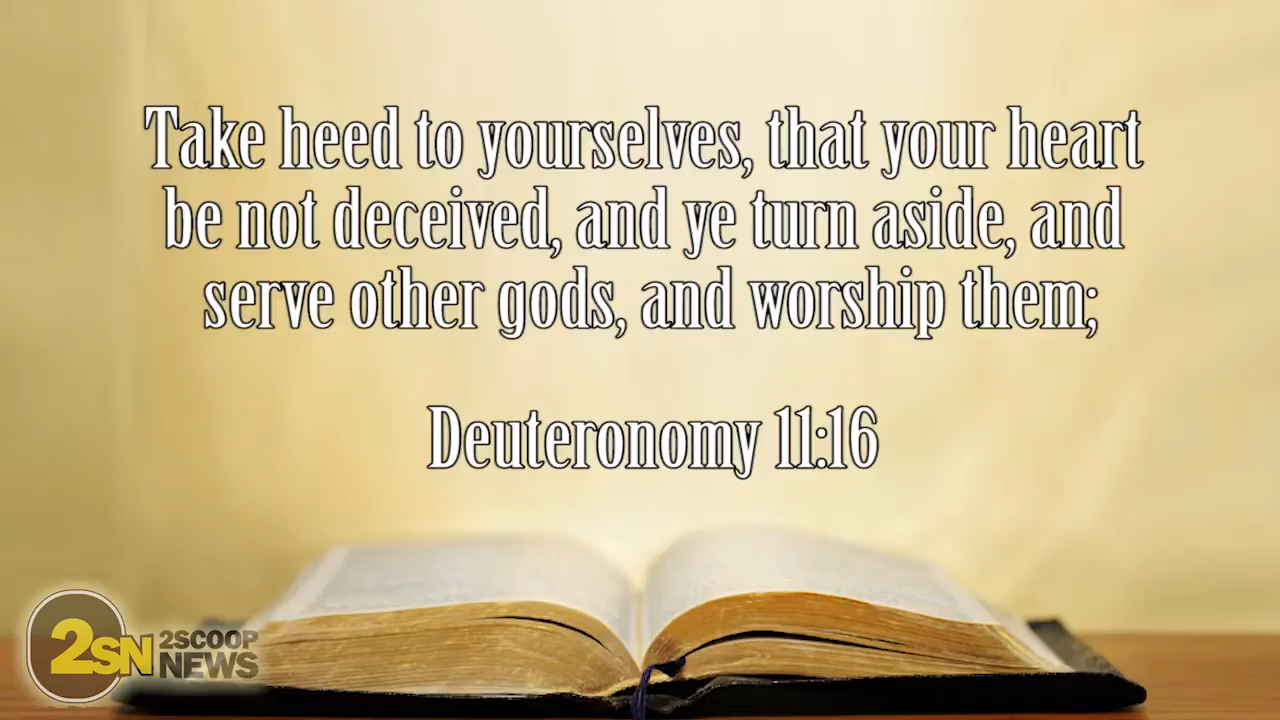 Take heed to yourselves, that your heart
be not deceived, and ye turn aside, and
serve other gods, and worship them;
Deuteronomy 11:16
2SN 2SCOOP
NEWS